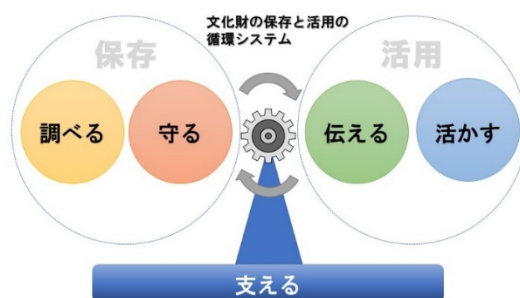 文化財の保存と活用の
循環システム
保存
活用
調べる
守る
伝える
活かす
支える